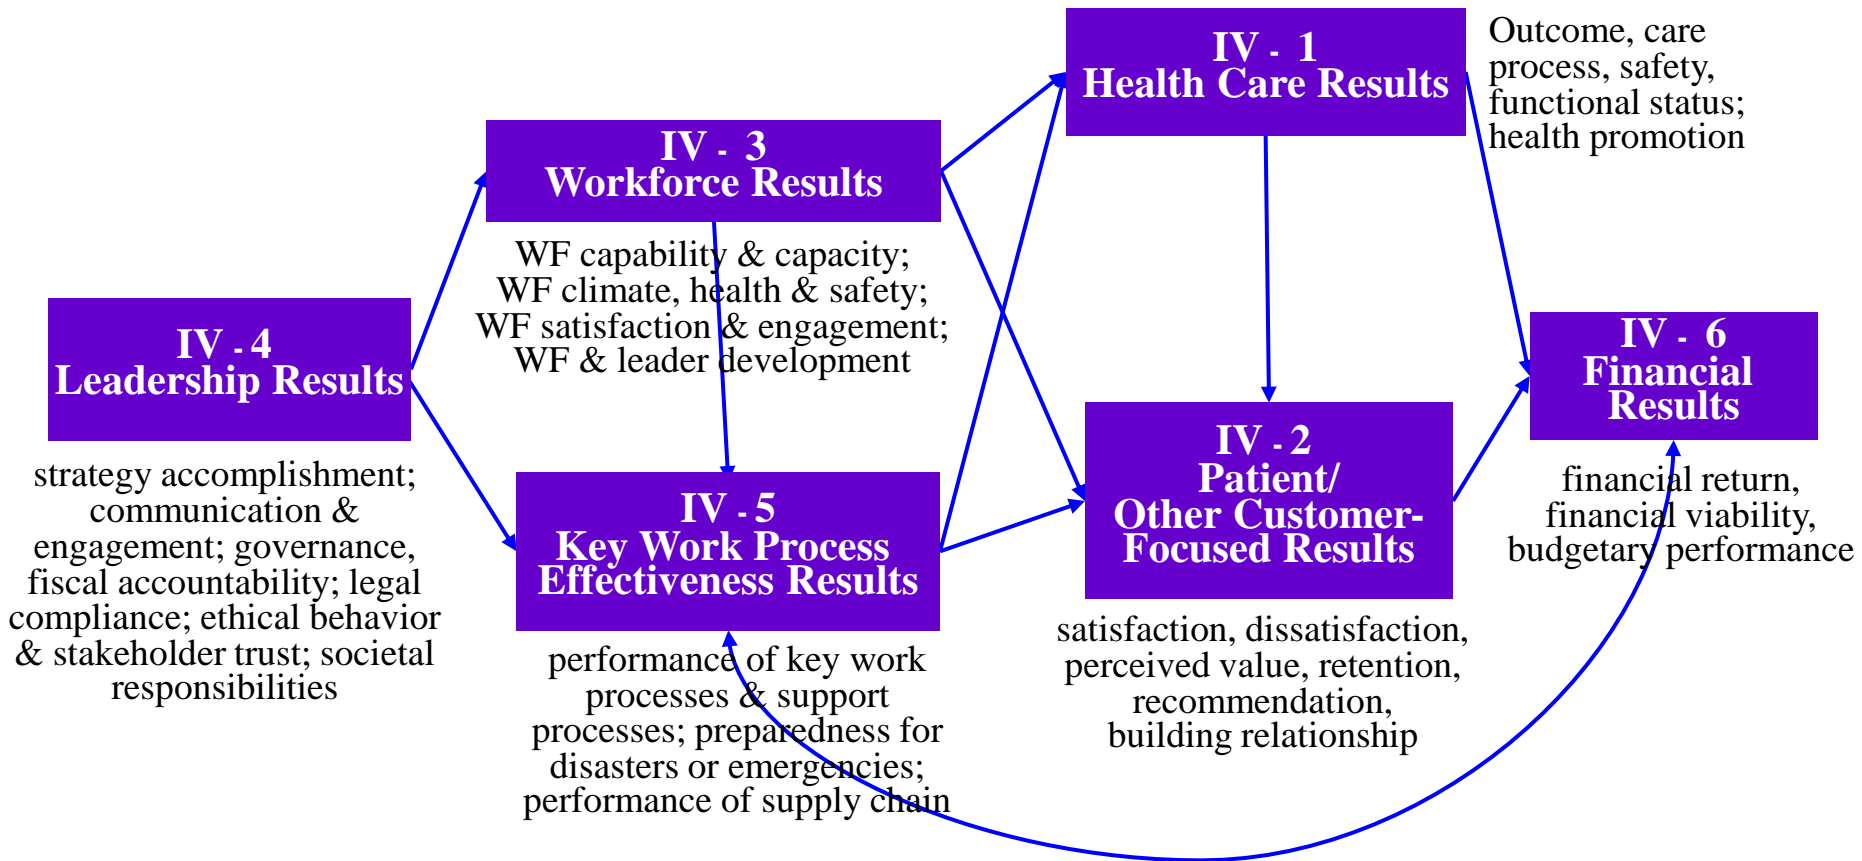 IV - 1
Health Care Results
Outcome, care
process, safety,
functional status;
health promotion
IV - 3
Workforce Results
WF capability & capacity;
WF climate, health & safety;
WF satisfaction & engagement;
WF & leader development
IV - 4
Leadership Results
strategy accomplishment;
communication &
engagement; governance,
fiscal accountability; legal
compliance; ethical behavior
& stakeholder trust; societal
responsibilities
IV - 5
Key Work Process
Effectiveness Results
performance of key work
processes & support
processes; preparedness for
disasters or emergencies;
performance of supply chain
IV - 2
Patient/
Other Customer-
Focused Results
satisfaction, dissatisfaction,
perceived value, retention,
recommendation,
building relationship
IV - 6
Financial
Results
financial return,
financial viability,
budgetary performance